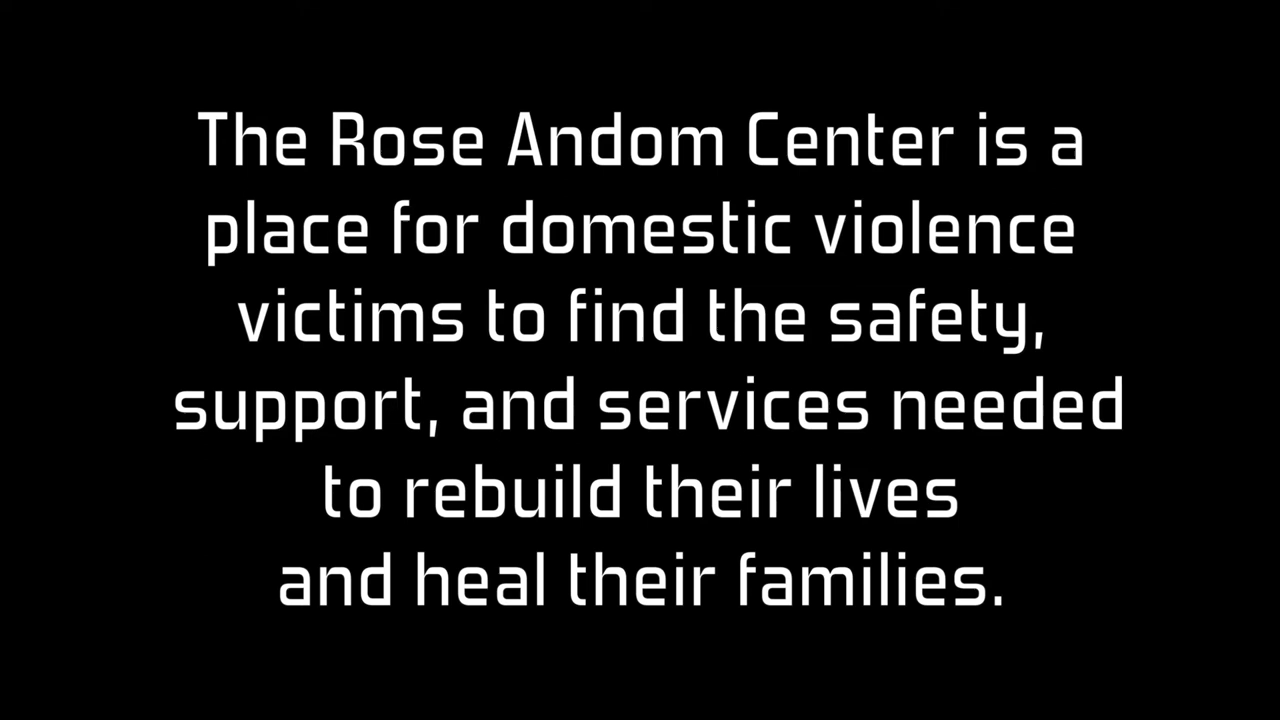 The Rose Andom Center is a
place for domestic violence
victims to find the safety,
support, and services needed
to rebuild their lives
and heal their families.